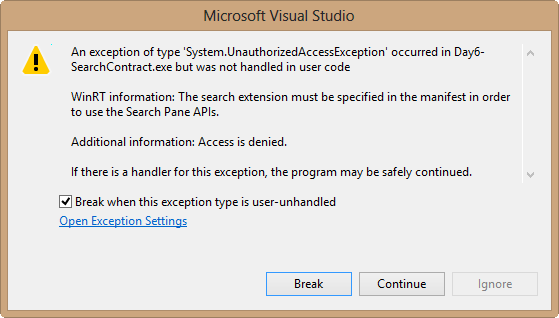 Microsoft Visual Studio
An exception of type 'System.UnauthorizedAccessException' occurred in Day6-
SearchContract.exe but was not handled in user code
WinRT information: The search extension must be specified in the manifest in order
to use the Search Pane APIs.
Additional information: Access is denied.
If there is a handler for this exception, the program may be safely continued.
Break when this exception type is user-unhandled
Open Exception Settings
Break
Continue
Ignore